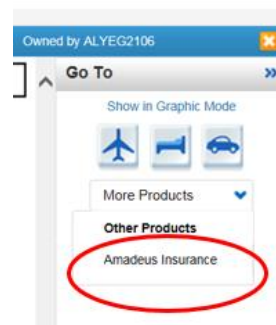 Owned by ALYEG2106
Go To »
Show in Graphic Mode
More Products
Other Products
Amadeus Insurance